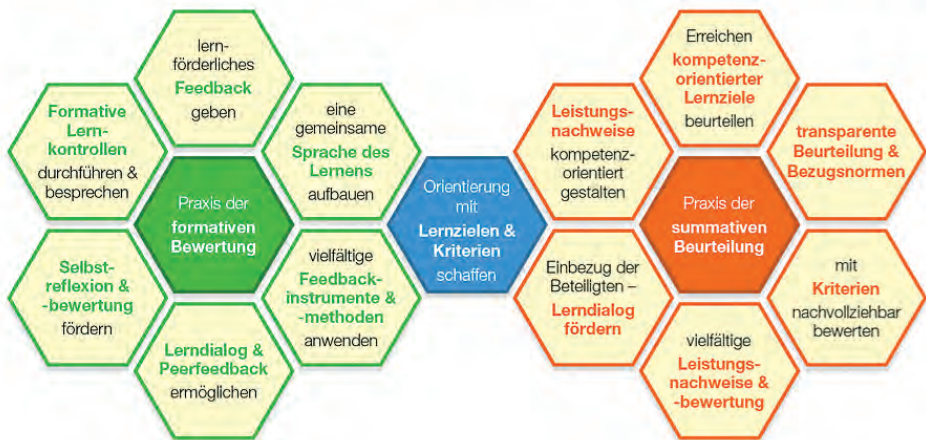 lern-
förderliches
Feedback
geben
Formative
Lern-
kontrollen
durchführen &
besprechen
eine
gemeinsame
Sprache des
Lernens
aufbauen
Praxis der
formativen
Bewertung
Selbst-
reflexion &
-bewertung
fördern
vielfältige
Feedback-
instrumente &
-methoden
anwenden
Lerndialog &
Peerfeedback
ermöglichen
Orientierung
mit
Lernzielen &
Kriterien
schaffen
Erreichen
kompetenz-
orientierter
Lernziele
beurteilen
Leistungs-
nachweise
kompetenz-
orientiert
gestalten
transparente
Beurteilung &
Bezugsnormen
Praxis der
summativen
Beurteilung
Einbezug der
Beteiligten –
Lerndialog
fördern
mit
Kriterien
nachvollziehbar
bewerten
vielfältige
Leistungs-
nachweise &
-bewertung